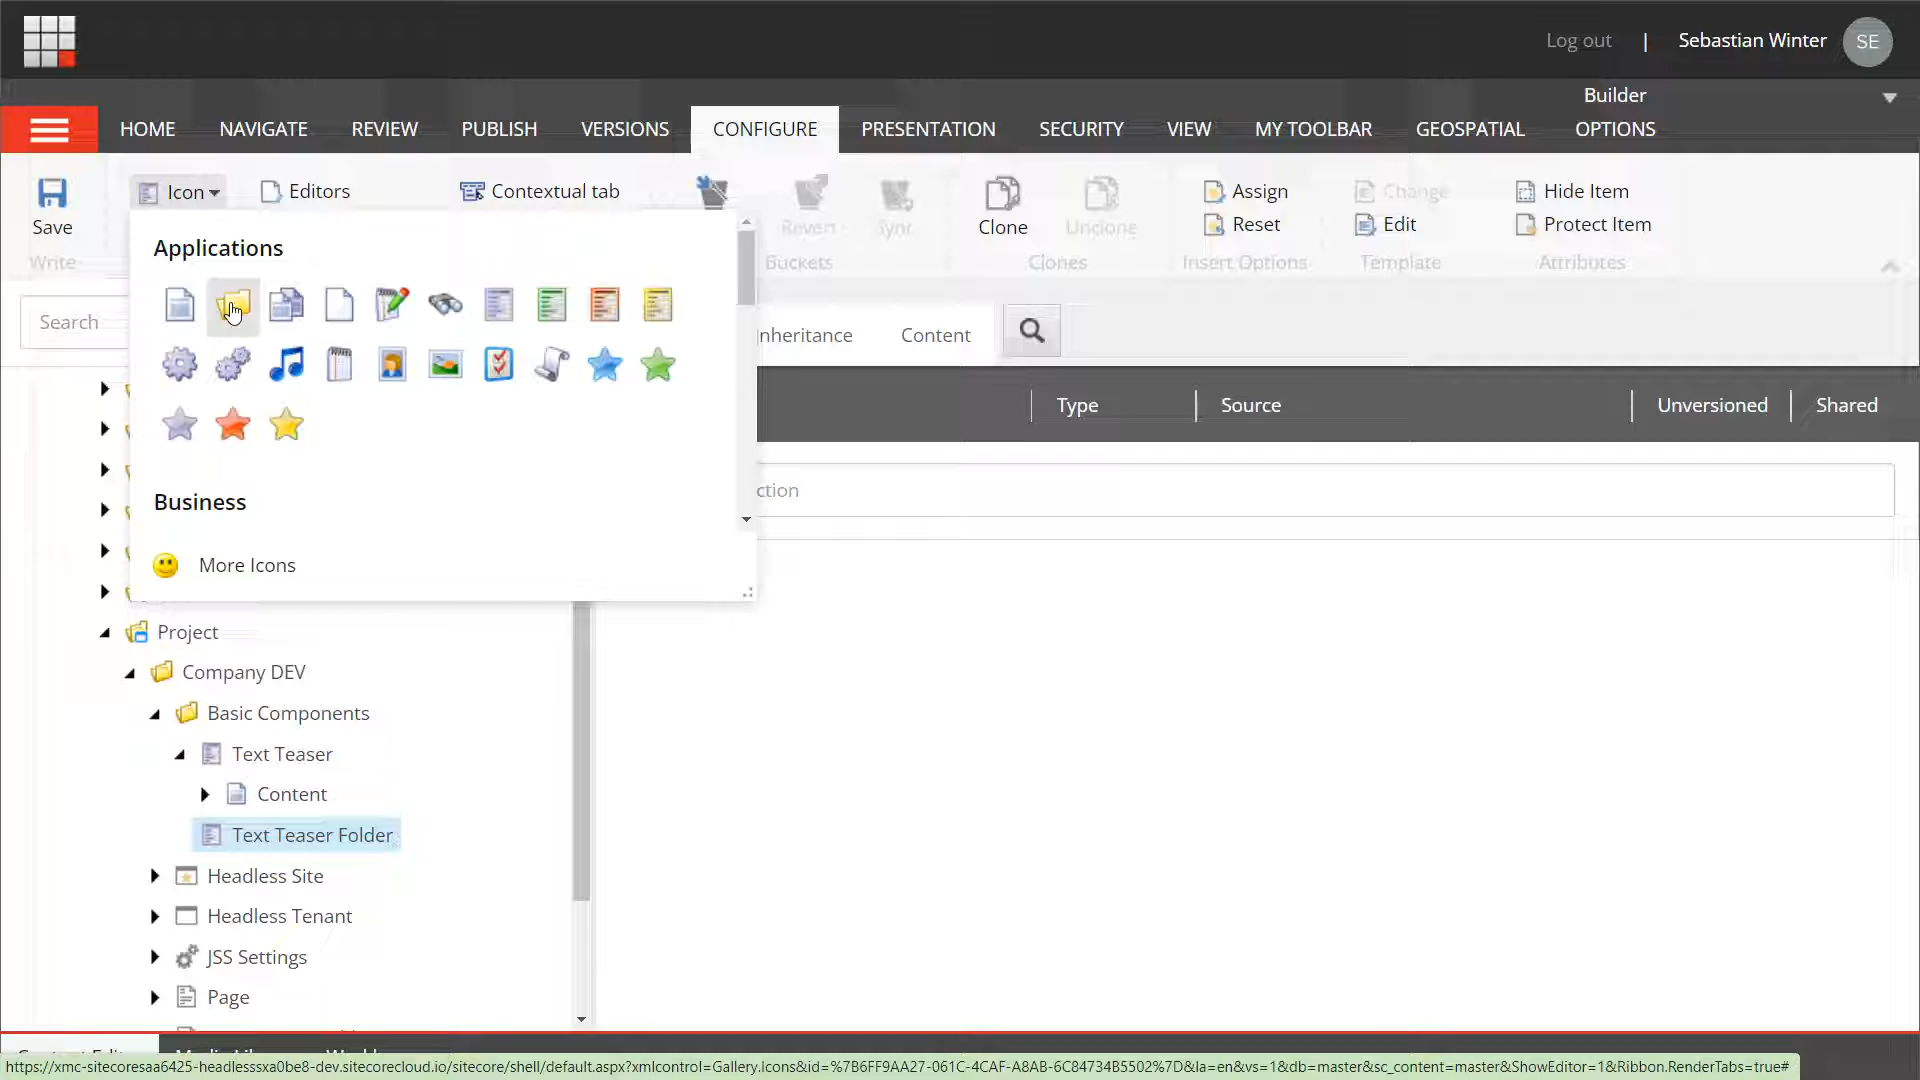 Log out | Sebastian Winter SE
Builder
HOME NAVIGATE REVIEW PUBLISH VERSIONS CONFIGURE PRESENTATION SECURITY VIEW MY TOOLBAR GEOSPATIAL OPTIONS
Icon Editors Contextual tab Assign Change Hide Item
Save Revert Sync Clone Unclone Reset Edit Protect Item
Write Buckets Clones Insert Options Template Attributes
Applications
Search
Inheritance Content
Type Source Unversioned Shared
ction
Business
More Icons
Project
Company DEV
Basic Components
Text Teaser
Content
Text Teaser Folder
Headless Site
Headless Tenant
JSS Settings
Page
https://xmc-sitecoresaa6425-headlesssxa0be8-dev.sitecorecloud.io/sitecore/shell/default.aspx?xmlcontrol=Gallery.Icons&id=%7B6FF9AA27-061C-4CAF-A8AB-6C84734B5502%7D&la=en&vs=1&db=master&sc_content=master&ShowEditor=1&Ribbon.RenderTabs=true#